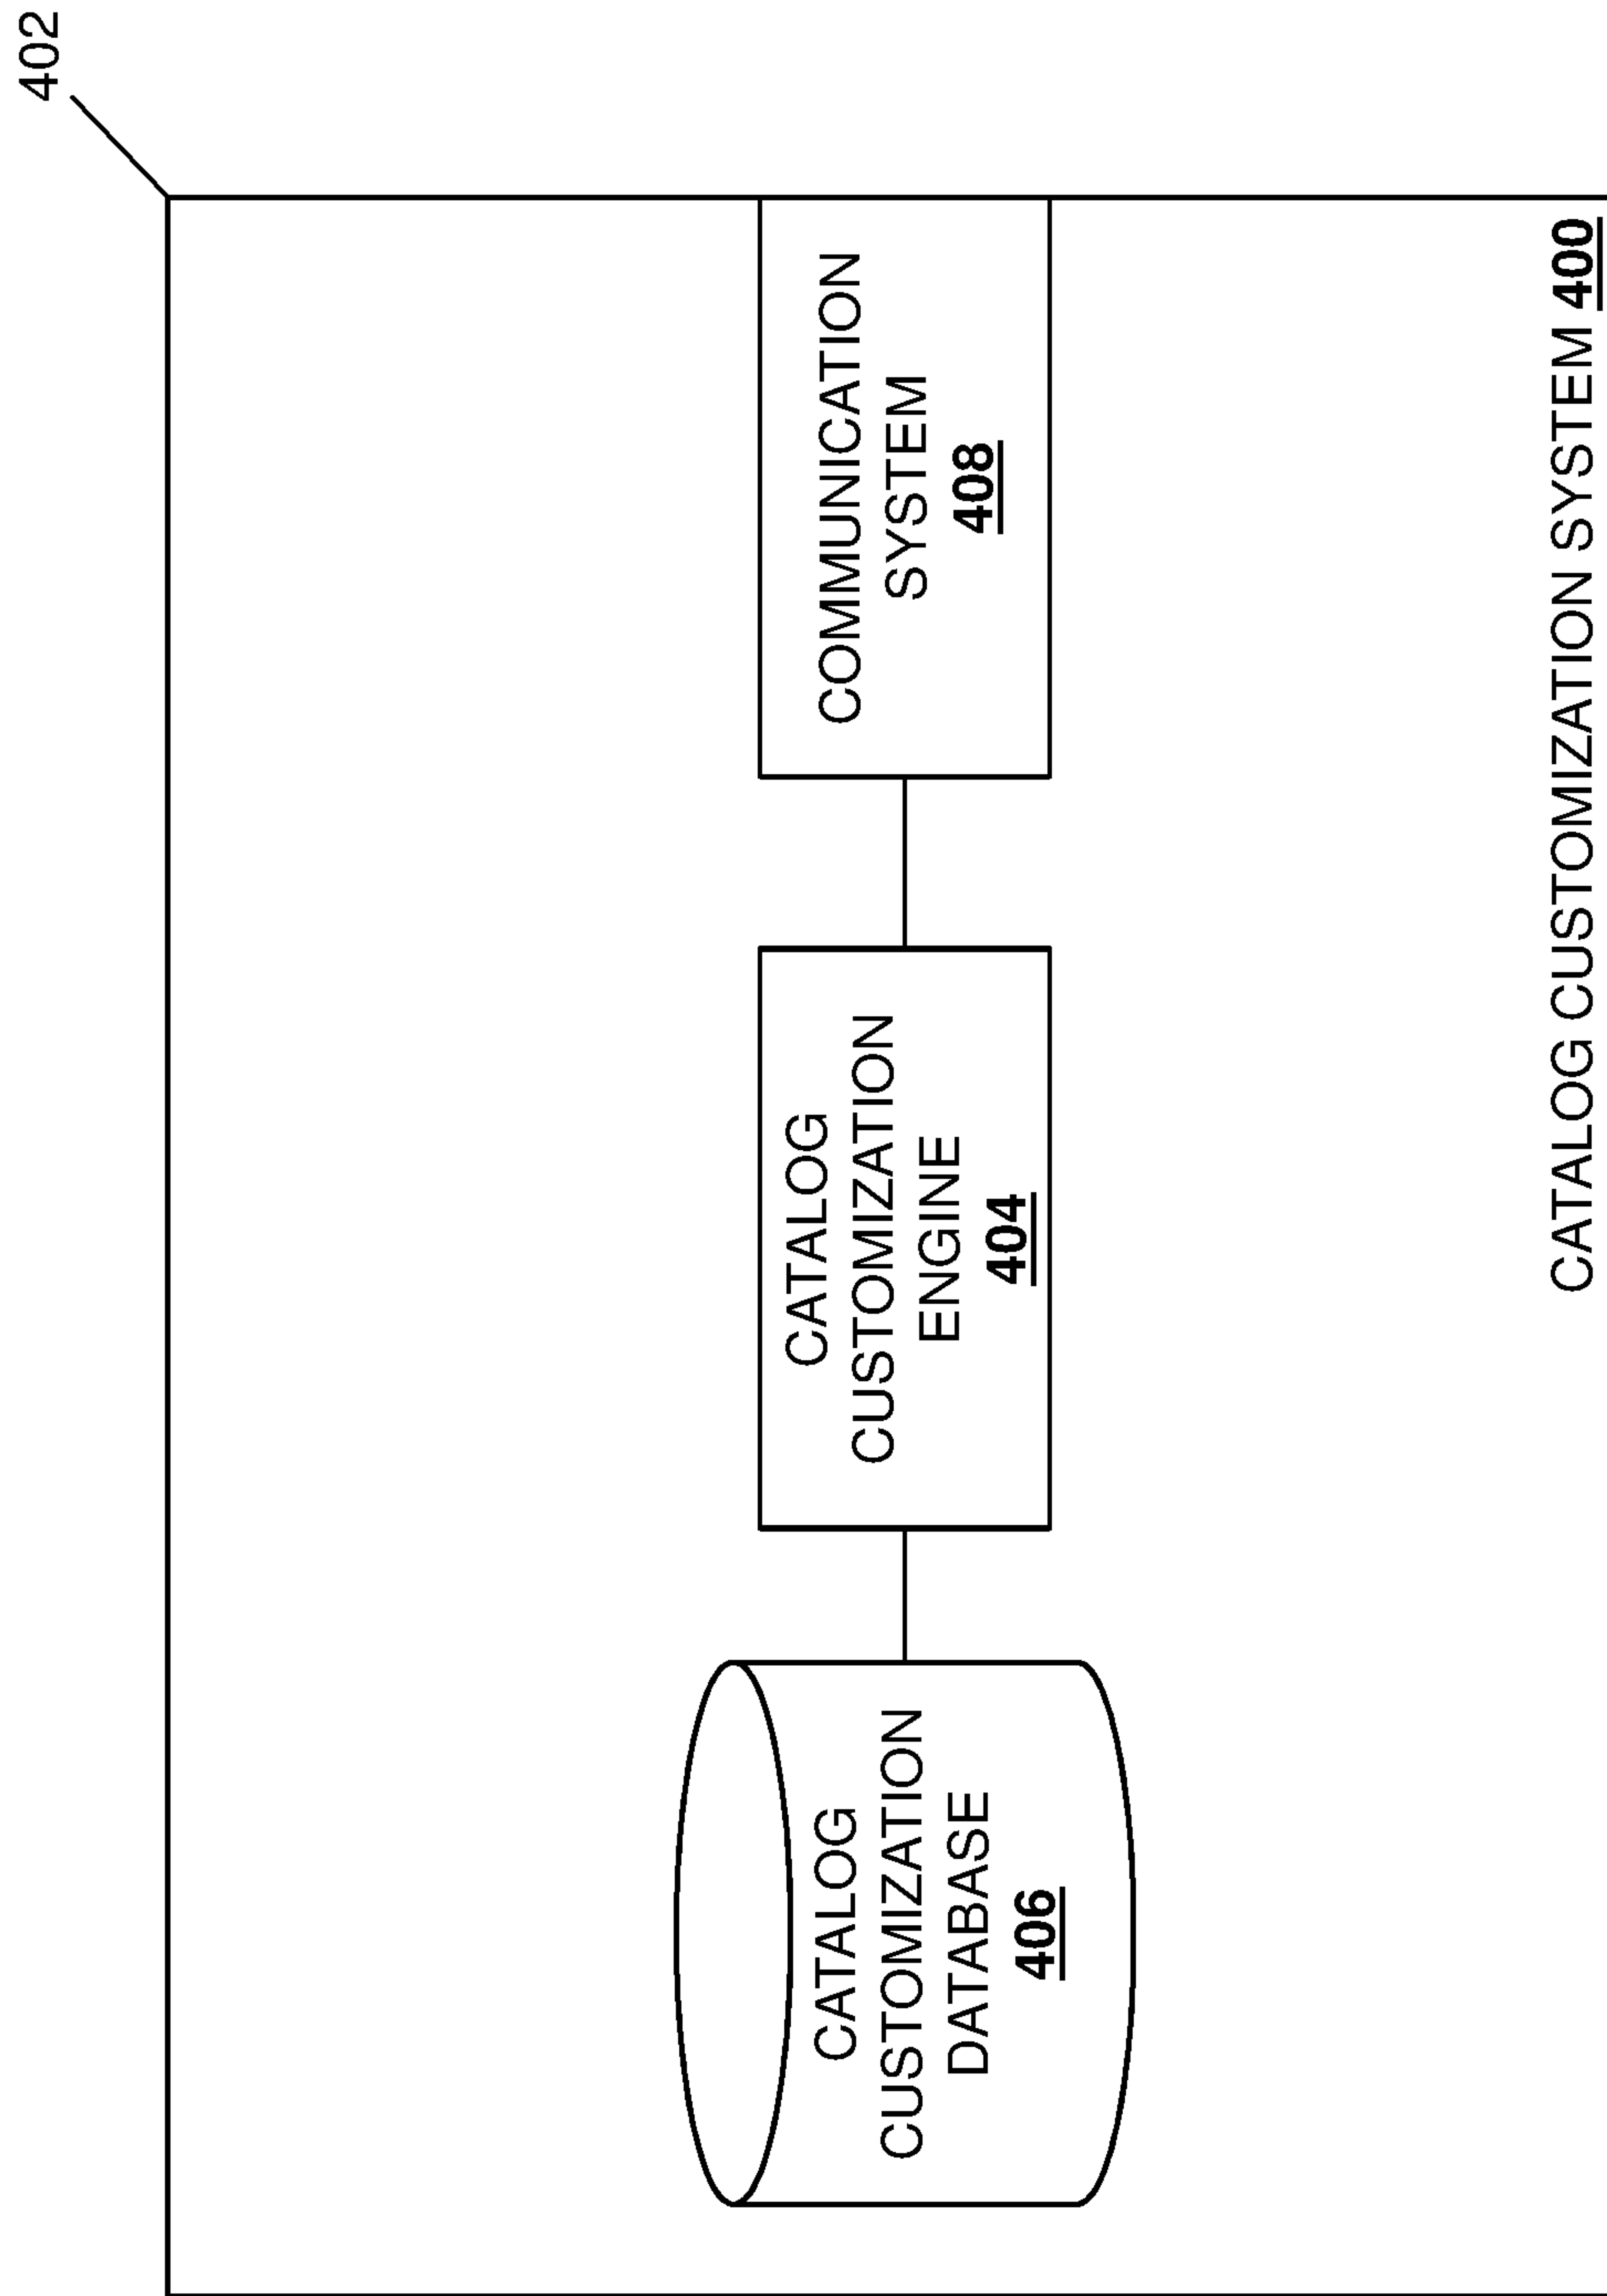 402
CATALOG
CUSTOMIZATION
DATABASE
406
CATALOG
CUSTOMIZATION
ENGINE
404
COMMUNICATION
SYSTEM
408
CATALOG CUSTOMIZATION SYSTEM 400